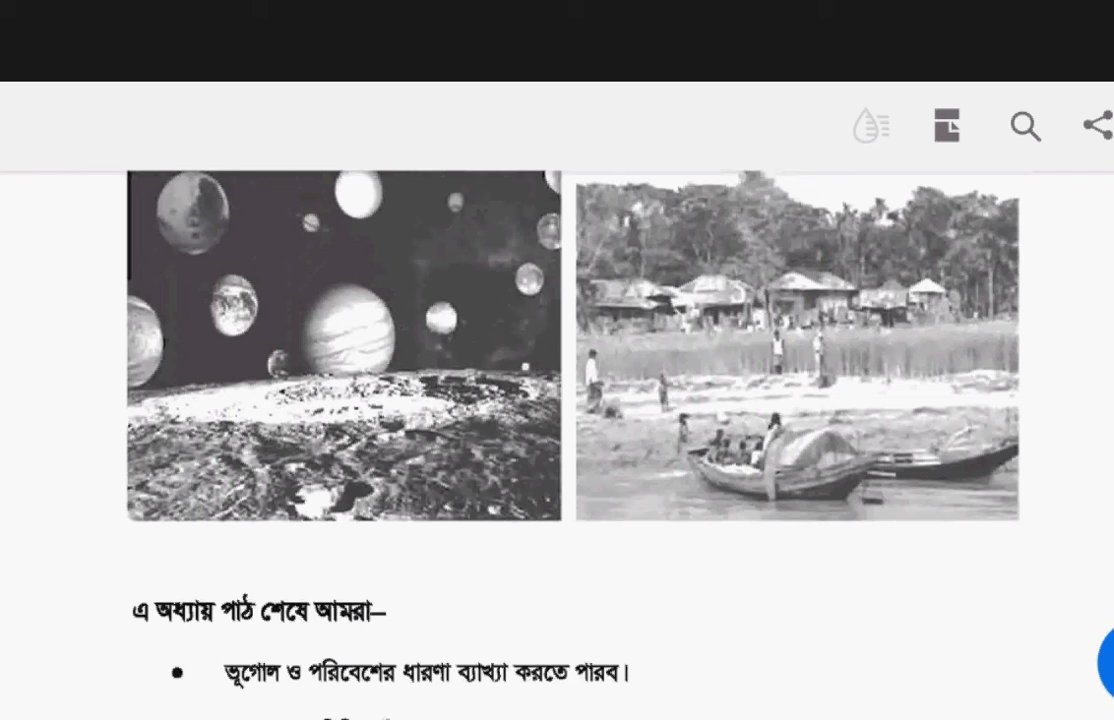 এ অধ্যায় পাঠ শেষে আমরা–
• ভূগোল ও পরিবেশের ধারণা ব্যাখ্যা করতে পারব।